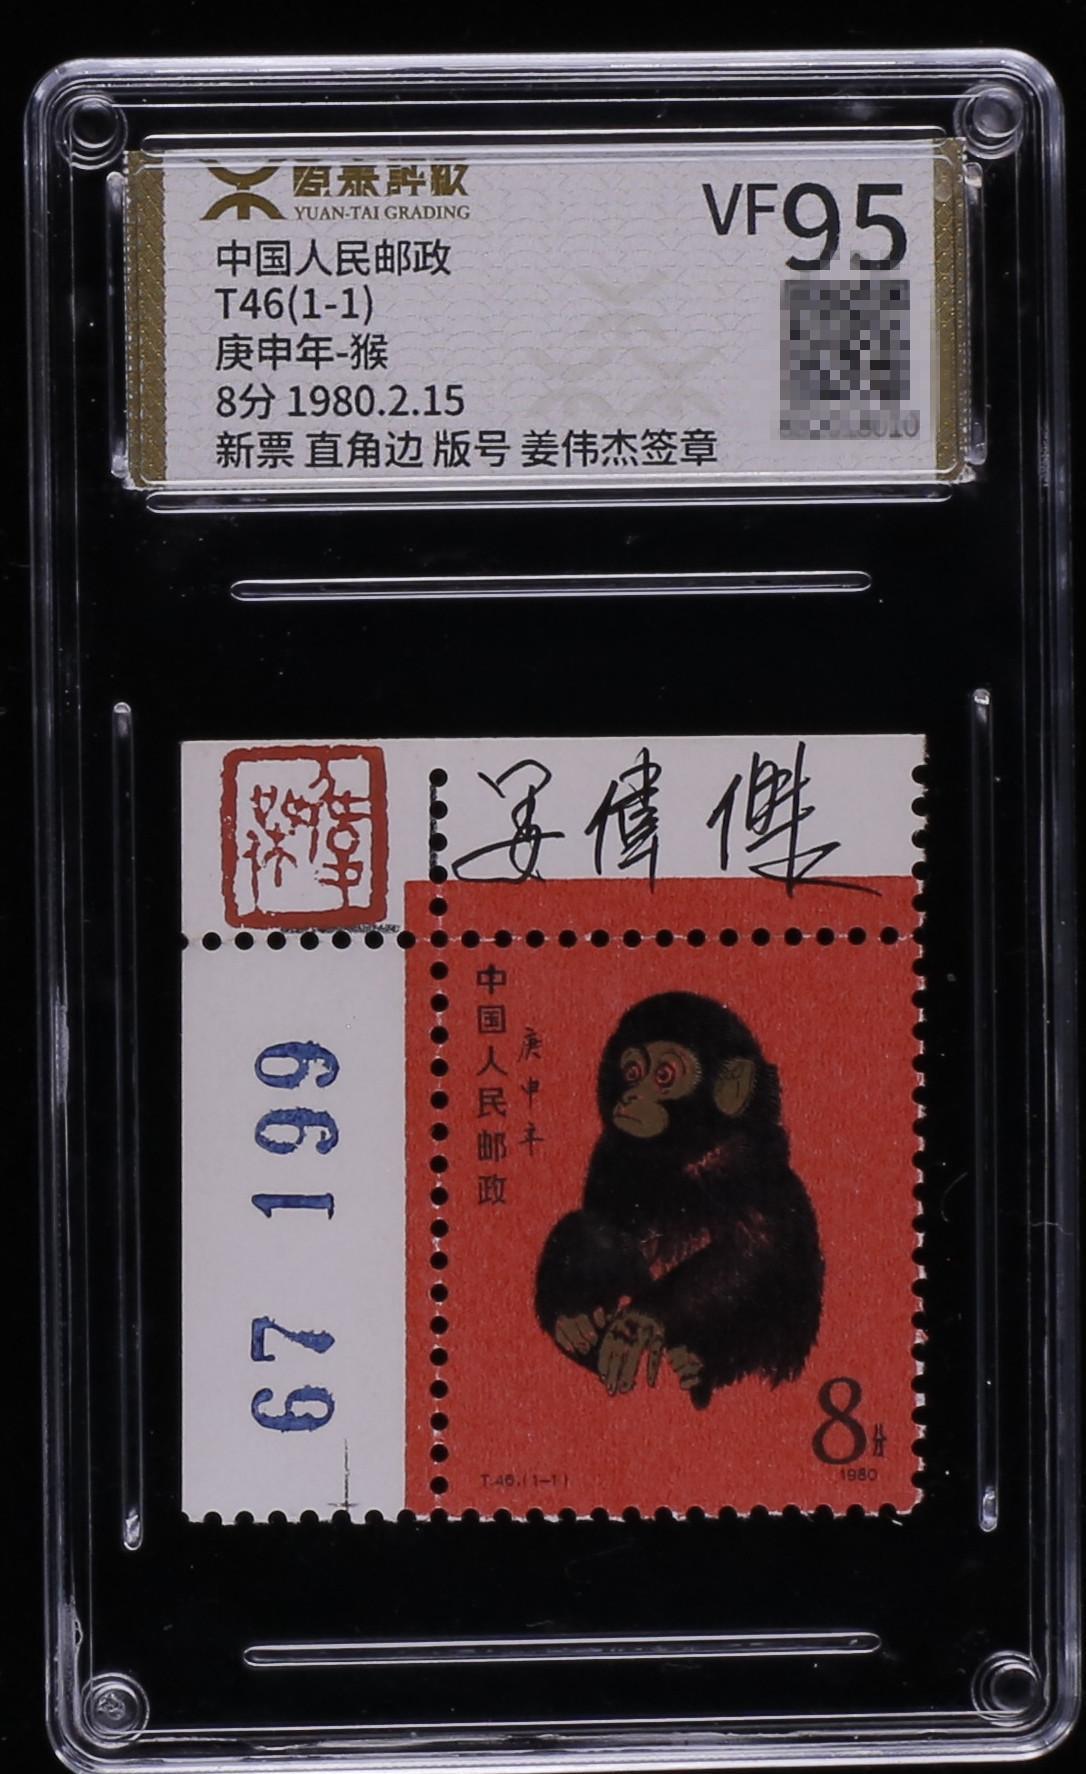 源泰評級
YUAN-TAI GRADING
VF95
中国人民邮政
T46(1-1)
庚申年-猴
8分 1980.2.15
新票 直角边 版号 姜伟杰签章
姜偉傑
中国人民邮政
庚申年
67 199
8分
T.46.(1-1)
1980